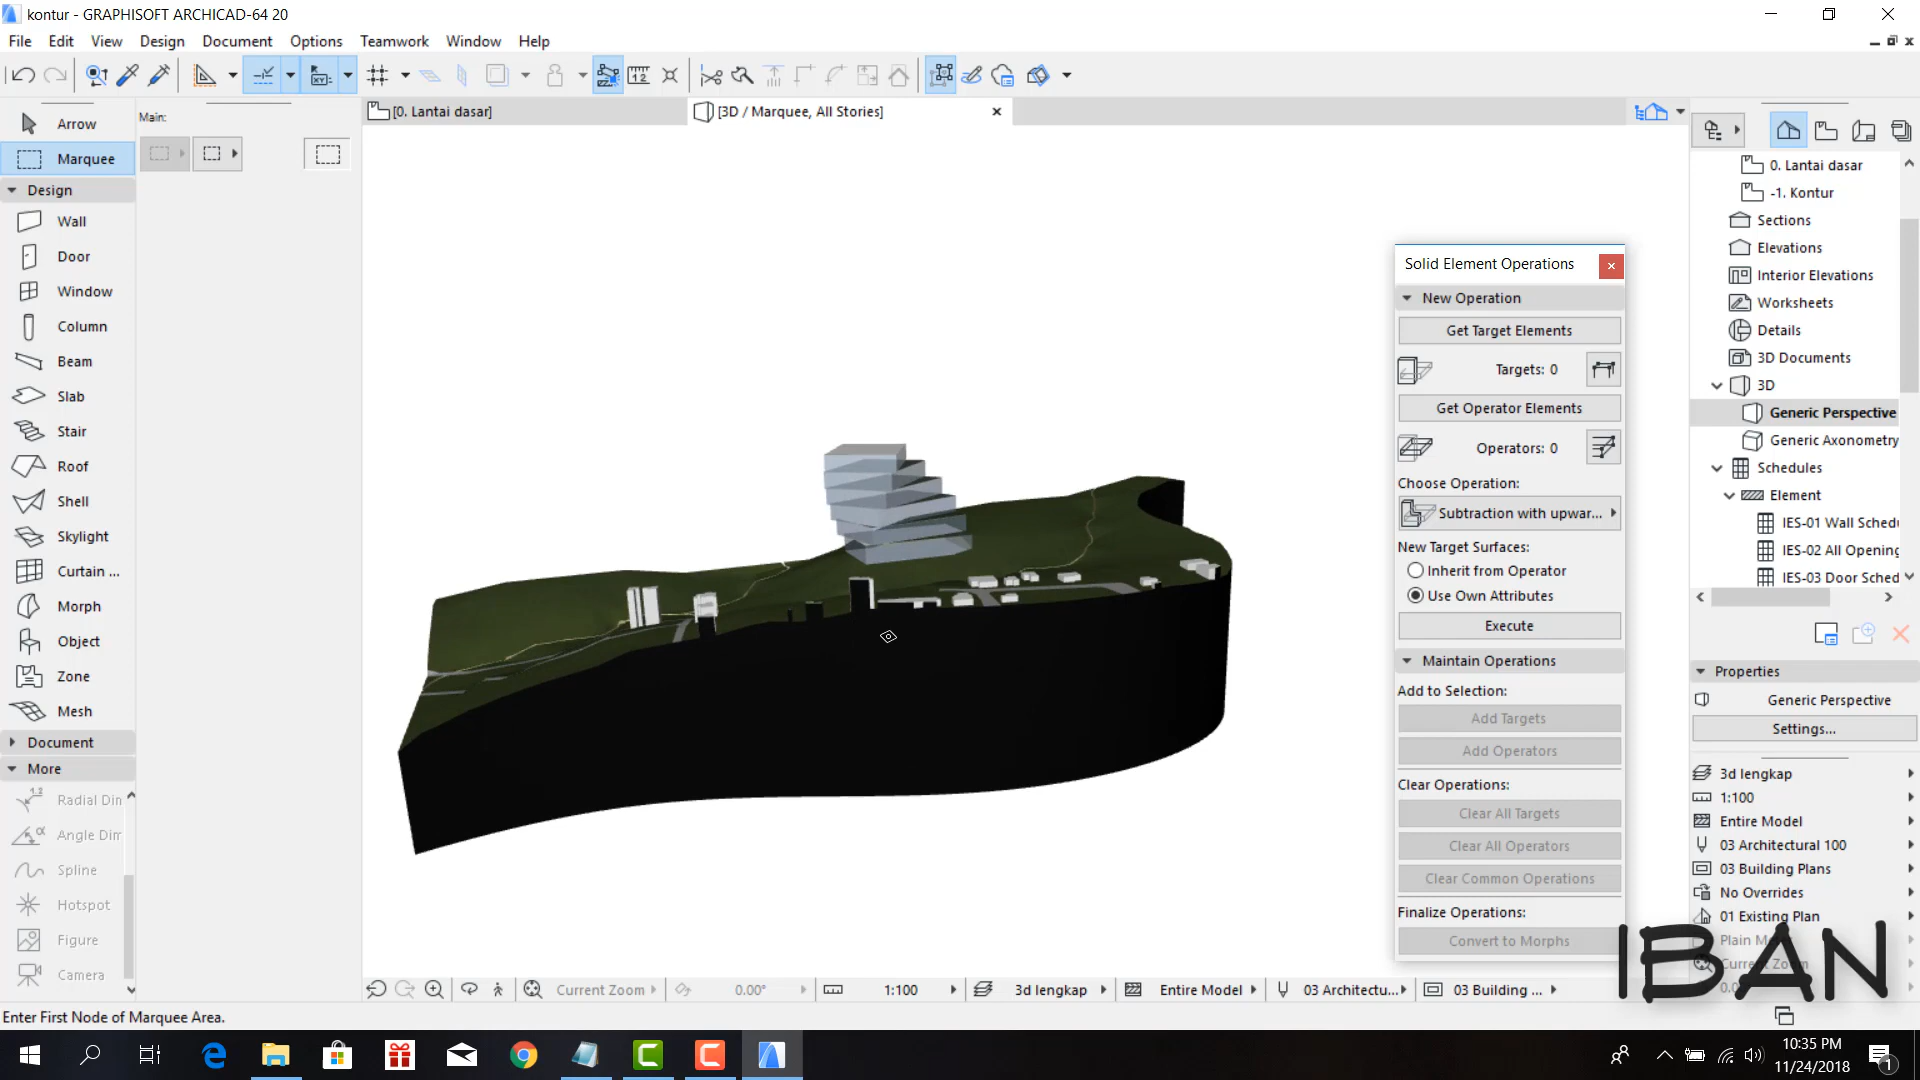 kontur - GRAPHISOFT ARCHICAD-64 20
File Edit View Design Document Options Teamwork Window Help
[0. Lantai dasar]
[3D / Marquee, All Stories]
Arrow
Marquee
Main:
Design
Wall
Door
Window
Column
Beam
Slab
Stair
Roof
Shell
Skylight
Curtain ...
Morph
Object
Zone
Mesh
Document
More
Radial Din
Angle Dim
Spline
Hotspot
Figure
Camera
Solid Element Operations
New Operation
Get Target Elements
Targets: 0
Get Operator Elements
Operators: 0
Choose Operation:
Subtraction with upwar...
New Target Surfaces:
Inherit from Operator
Use Own Attributes
Execute
Maintain Operations
Add to Selection:
Add Targets
Add Operators
Clear Operations:
Clear All Targets
Clear All Operators
Clear Common Operations
Finalize Operations:
Convert to Morphs
0. Lantai dasar
-1. Kontur
Sections
Elevations
Interior Elevations
Worksheets
Details
3D Documents
3D
Generic Perspective
Generic Axonometry
Schedules
Element
IES-01 Wall Schedu
IES-02 All Opening
IES-03 Door Sched
Properties
Generic Perspective
Settings...
3d lengkap
1:100
Entire Model
03 Architectural 100
03 Building Plans
No Overrides
01 Existing Plan
Current Zoom
IBAN
Current Zoom 0.00° 1:100 3d lengkap Entire Model 03 Architectu... 03 Building ...
Enter First Node of Marquee Area.
10:35 PM
11/24/2018
1